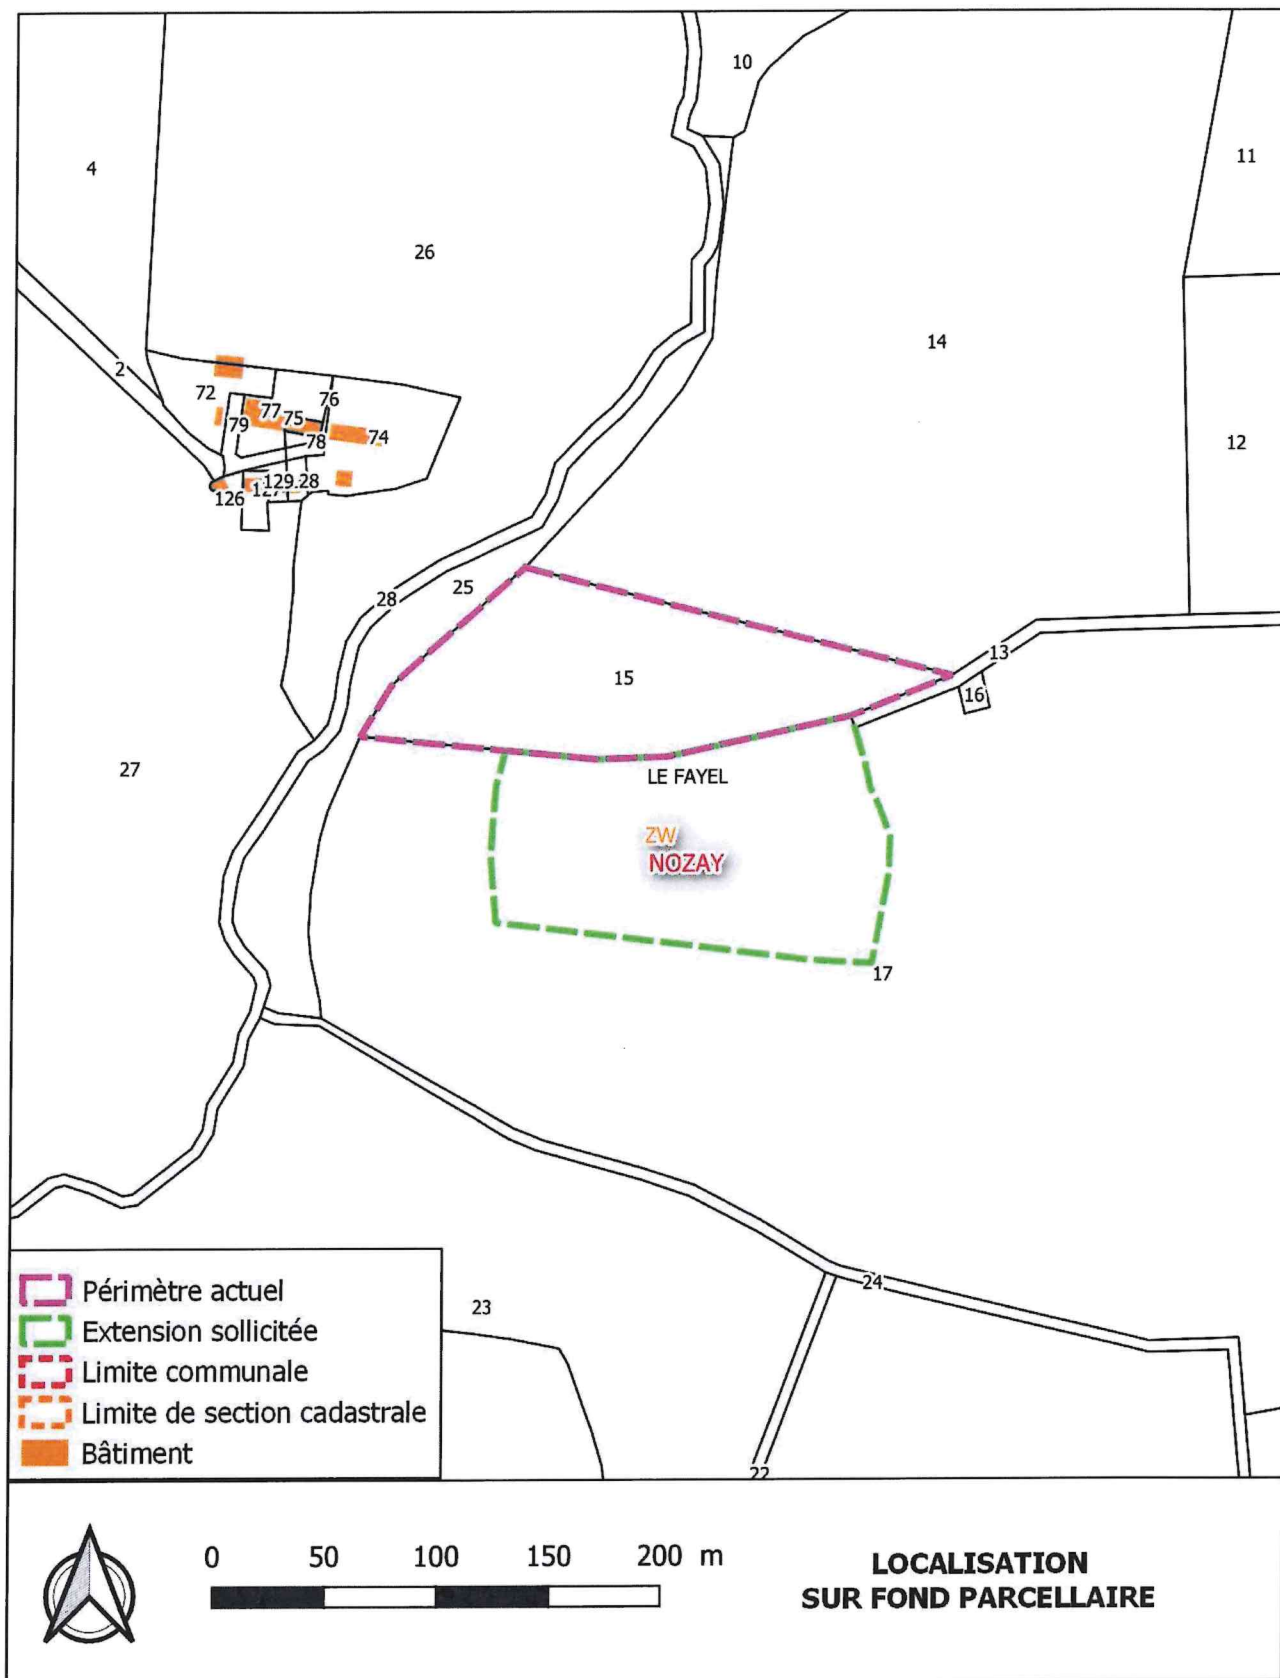 10
11
4
26
14
2
72
76
77
75
79
74
78
12
129
28
126
25
28
13
15
16
27
LE FAYEL
ZW
NOZAY
17
24
23
22
Périmètre actuel
Extension sollicitée
Limite communale
Limite de section cadastrale
Bâtiment
0 50 100 150 200 m
LOCALISATION
SUR FOND PARCELLAIRE